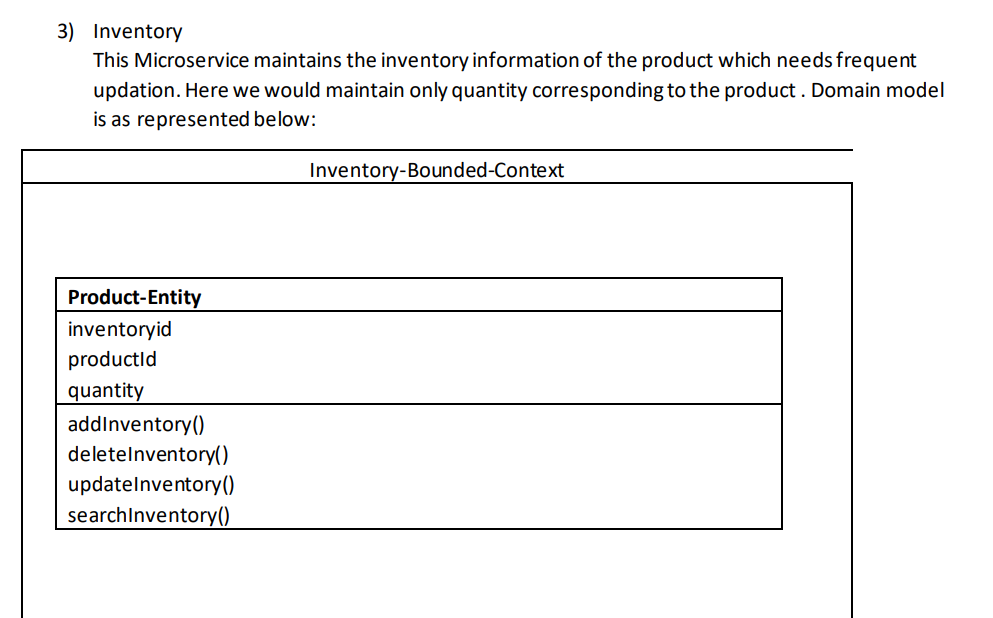 3) Inventory
This Microservice maintains the inventory information of the product which needs frequent
updation. Here we would maintain only quantity corresponding to the product . Domain model
is as represented below:
Inventory-Bounded-Context
Product-Entity
inventoryid
productId
quantity
addInventory()
deleteInventory()
updateInventory()
searchInventory()